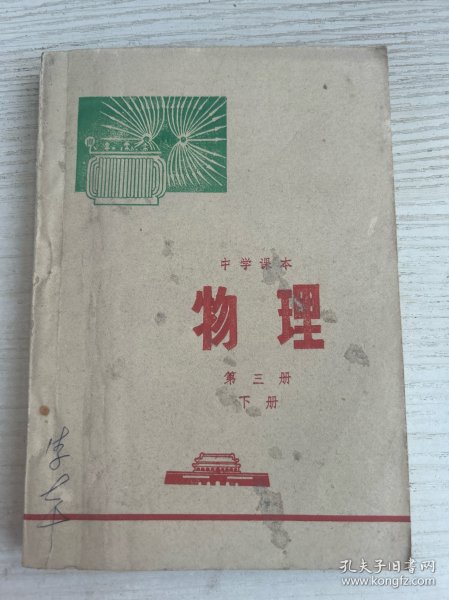 中学课本
物理
第三册
下册
孔夫子旧书网
www.kongfz.com